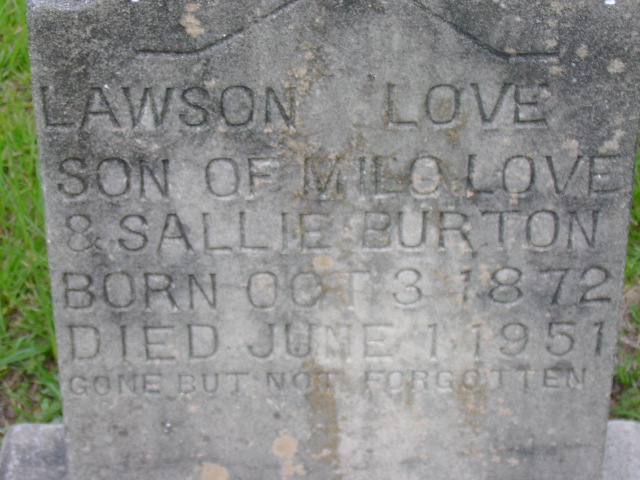 LAWSON LOVE
SON OF MILO LOVE
& SALLIE BURTON
BORN OCT 3 1872
DIED JUNE 1 1951
GONE BUT NOT FORGOTTEN